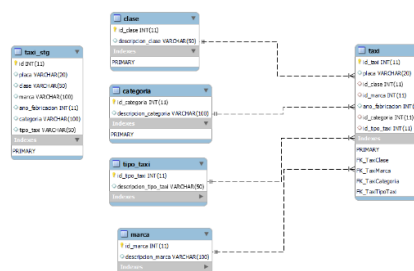 taxi_stg
id INT(11)
placa VARCHAR(20)
clase VARCHAR(50)
marca VARCHAR(100)
ano_fabricacion INT(11)
categoria VARCHAR(100)
tipo_taxi VARCHAR(50)
Indexes
PRIMARY
clase
id_clase INT(11)
descripcion_clase VARCHAR(50)
Indexes
PRIMARY
categoria
id_categoria INT(11)
descripcion_categoria VARCHAR(100)
Indexes
PRIMARY
tipo_taxi
id_tipo_taxi INT(11)
descripcion_tipo_taxi VARCHAR(50)
Indexes
marca
id_marca INT(11)
descripcion_marca VARCHAR(100)
Indexes
taxi
id_taxi INT(11)
placa VARCHAR(20)
id_clase INT(11)
id_marca INT(11)
ano_fabricacion INT(11)
id_categoria INT(11)
id_tipo_taxi INT(11)
Indexes
PRIMARY
FK_TaxiClase
FK_TaxiMarca
FK_TaxiCategoria
FK_TaxiTipoTaxi